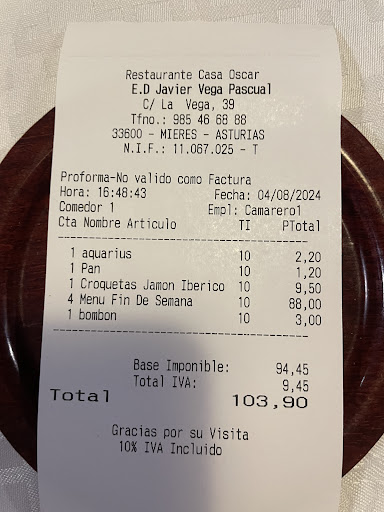 Restaurante Casa Oscar
E.D Javier Vega Pascual
C/ La Vega, 39
Tfno.: 985 46 68 88
33600 - MIERES - ASTURIAS
N.I.F.: 11.067.025 - T
Proforma-No valido como Factura
Hora: 16:48:43 Fecha: 04/08/2024
Comedor 1 Empl: Camarero1
Cta Nombre Articulo TI PTotal
1 aquarius 10 2,20
1 Pan 10 1,20
1 Croquetas Jamon Iberico 10 9,50
4 Menu Fin De Semana 10 88,00
1 bombon 10 3,00
Base Imponible: 94,45
Total IVA: 9,45
Total 103,90
Gracias por su Visita
10% IVA Incluido